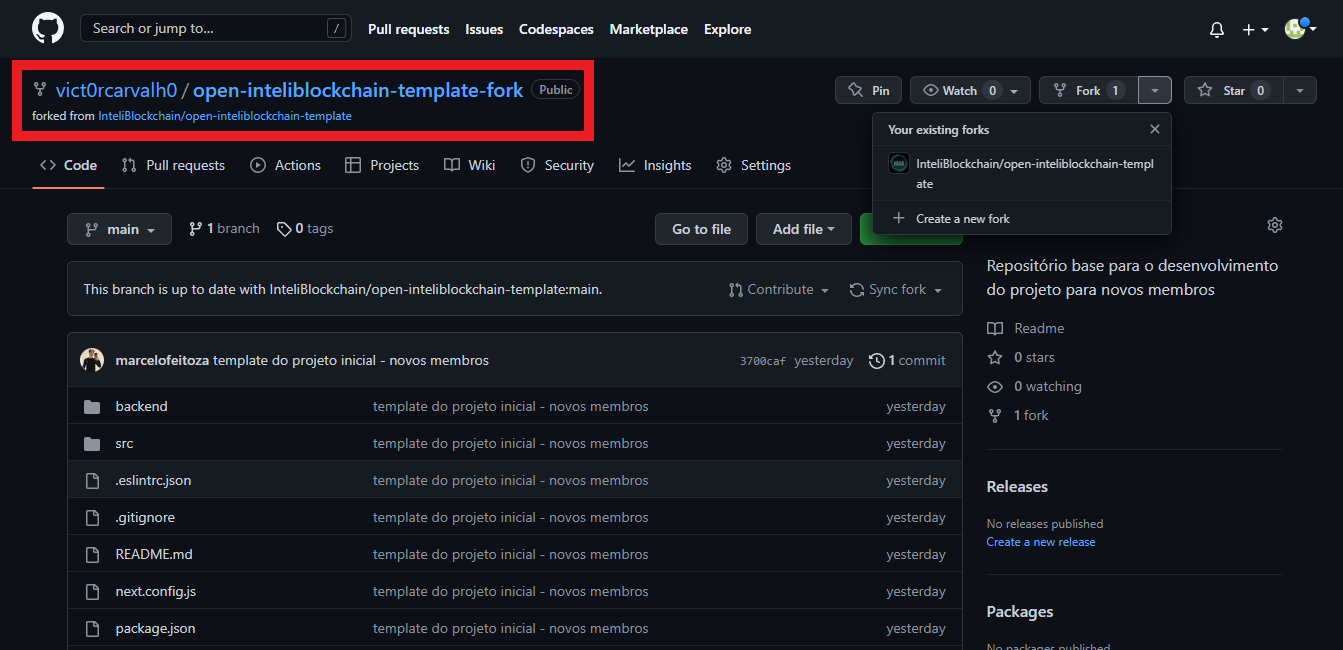 Search or jump to... /
Pull requests Issues Codespaces Marketplace Explore
vict0rcarvalh0 / open-inteliblockchain-template-fork Public
forked from InteliBlockchain/open-inteliblockchain-template
Pin Watch 0 Fork 1 Star 0
Your existing forks
InteliBlockchain/open-inteliblockchain-templ
ate
Create a new fork
Code Pull requests Actions Projects Wiki Security Insights Settings
main 1 branch 0 tags Go to file Add file
This branch is up to date with InteliBlockchain/open-inteliblockchain-template:main. Contribute Sync fork
marcelofeitoza template do projeto inicial - novos membros 3700caf yesterday 1 commit
backend template do projeto inicial - novos membros yesterday
src template do projeto inicial - novos membros yesterday
.eslintrc.json template do projeto inicial - novos membros yesterday
.gitignore template do projeto inicial - novos membros yesterday
README.md template do projeto inicial - novos membros yesterday
next.config.js template do projeto inicial - novos membros yesterday
package.json template do projeto inicial - novos membros yesterday
Repositório base para o desenvolvimento
do projeto para novos membros
Readme
0 stars
0 watching
1 fork
Releases
No releases published
Create a new release
Packages
No packages published